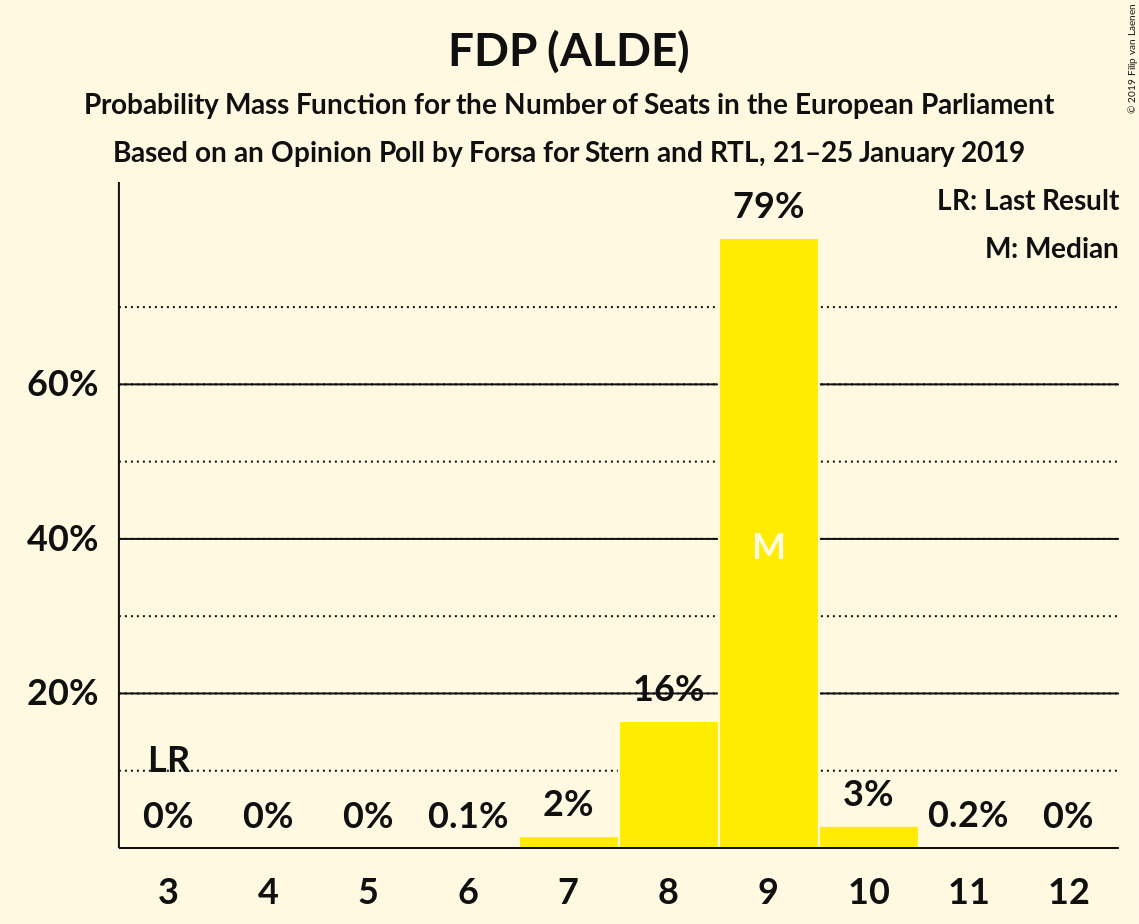 FDP (ALDE)
Probability Mass Function for the Number of Seats in the European Parliament
Based on an Opinion Poll by Forsa for Stern and RTL, 21–25 January 2019
© 2019 Filip van Laenen
LR: Last Result
M: Median
79%
60%
40%
20%
M
16%
LR
0%
0%
0%
0.1%
2%
3%
0.2%
0%
3 4 5 6 7 8 9 10 11 12